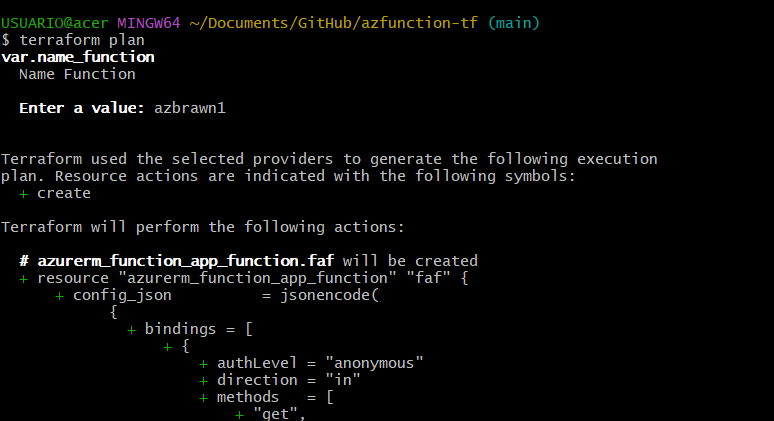 USUARIO@acer MINGW64 ~/Documents/GitHub/azfunction-tf (main)
$ terraform plan
var.name_function
  Name Function

  Enter a value: azbrawn1


Terraform used the selected providers to generate the following execution
plan. Resource actions are indicated with the following symbols:
  + create

Terraform will perform the following actions:

  # azurerm_function_app_function.faf will be created
  + resource "azurerm_function_app_function" "faf" {
      + config_json          = jsonencode(
            {
              + bindings = [
                  + {
                      + authLevel = "anonymous"
                      + direction = "in"
                      + methods   = [
                          + "get",